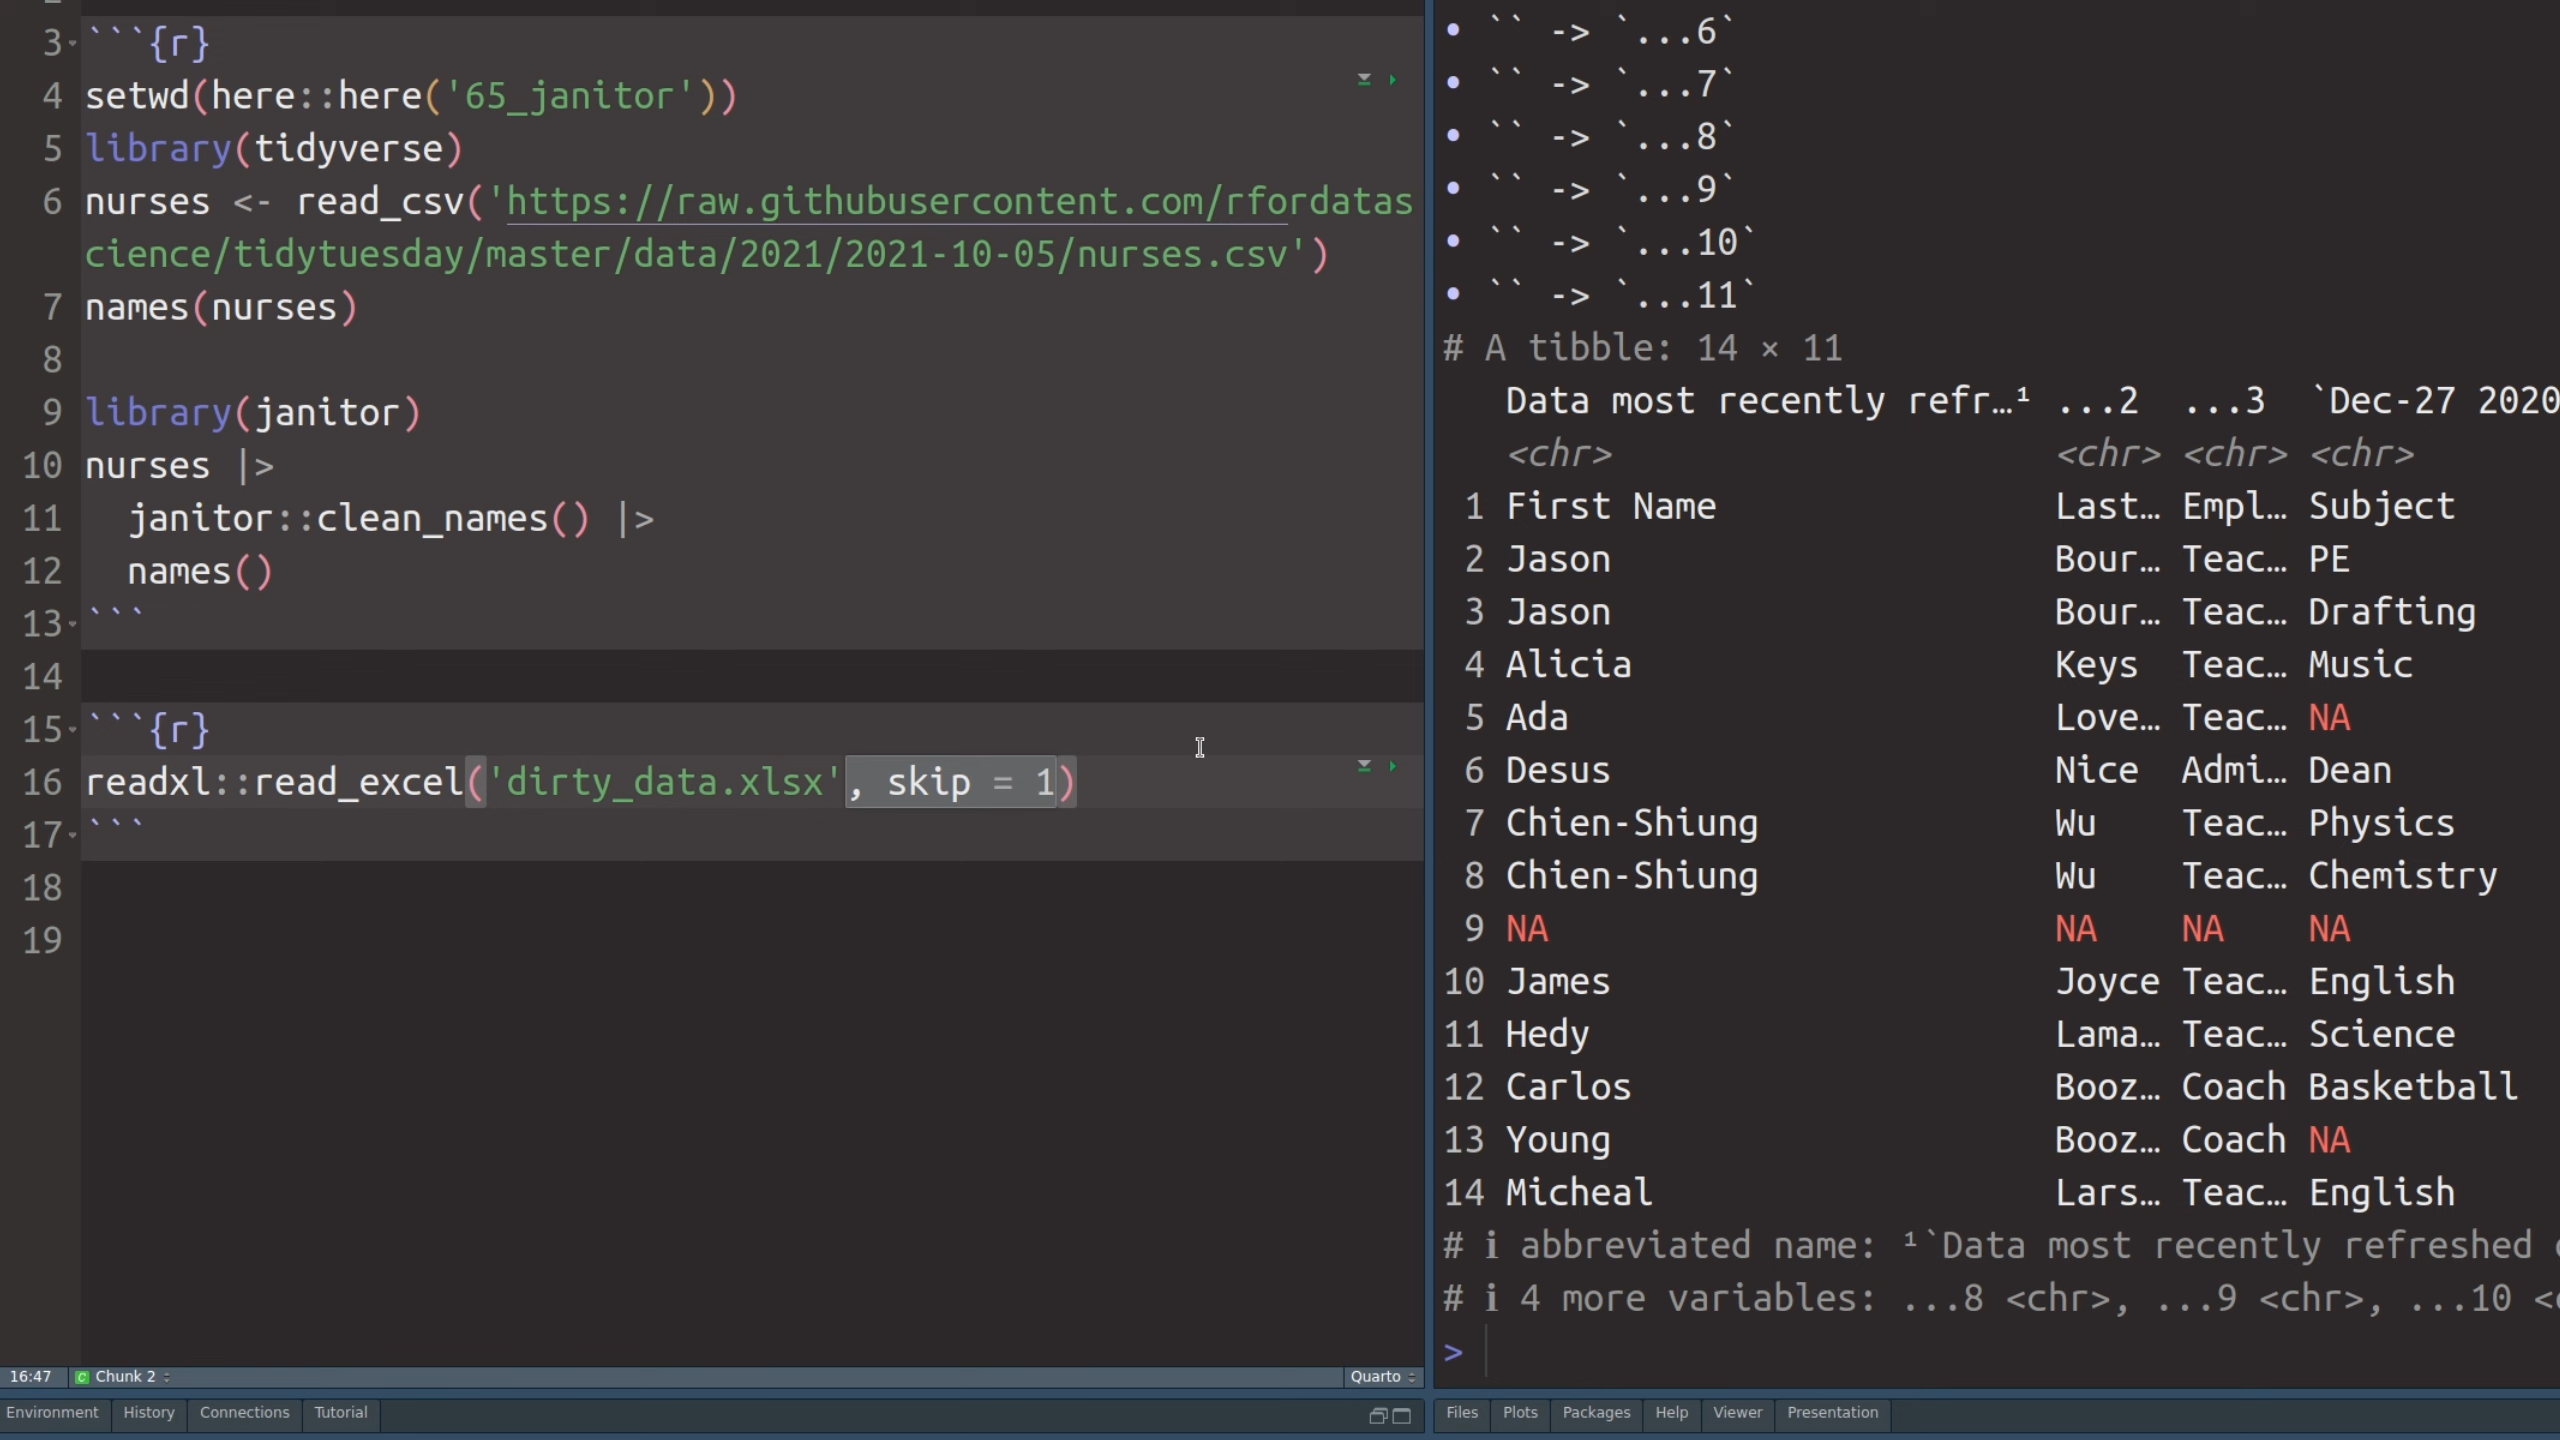 3 ```{r}
4 setwd(here::here('65_janitor'))
5 library(tidyverse)
6 nurses <- read_csv('https://raw.githubusercontent.com/rfordatas
cience/tidytuesday/master/data/2021/2021-10-05/nurses.csv')
7 names(nurses)
8
9 library(janitor)
10 nurses |>
11   janitor::clean_names() |>
12   names()
13 ```
14
15 ```{r}
16 readxl::read_excel('dirty_data.xlsx', skip = 1)
17 ```
18
19
16:47 Chunk 2 Quarto
Environment History Connections Tutorial
• `` -> `...6`
• `` -> `...7`
• `` -> `...8`
• `` -> `...9`
• `` -> `...10`
• `` -> `...11`
# A tibble: 14 × 11
Data most recently refr…¹ ...2 ...3 `Dec-27 2020
<chr> <chr> <chr> <chr>
1 First Name Last… Empl… Subject
2 Jason Bour… Teac… PE
3 Jason Bour… Teac… Drafting
4 Alicia Keys Teac… Music
5 Ada Love… Teac… NA
6 Desus Nice Admi… Dean
7 Chien-Shiung Wu Teac… Physics
8 Chien-Shiung Wu Teac… Chemistry
9 NA NA NA NA
10 James Joyce Teac… English
11 Hedy Lama… Teac… Science
12 Carlos Booz… Coach Basketball
13 Young Booz… Coach NA
14 Micheal Lars… Teac… English
# ℹ abbreviated name: ¹`Data most recently refreshed
# ℹ 4 more variables: ...8 <chr>, ...9 <chr>, ...10 <
>
Files Plots Packages Help Viewer Presentation